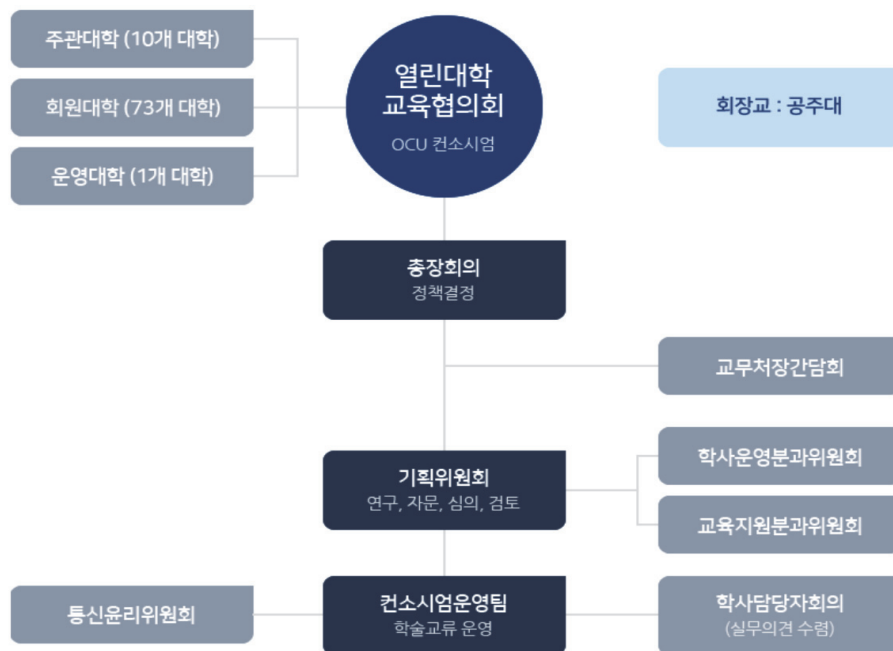 주관대학 (10개 대학)
회원대학 (73개 대학)
운영대학 (1개 대학)
열린대학
교육협의회
OCU 컨소시엄
회장교 : 공주대
총장회의
정책결정
교무처장간담회
기획위원회
연구, 자문, 심의, 검토
학사운영분과위원회
교육지원분과위원회
통신윤리위원회
컨소시엄운영팀
학술교류 운영
학사담당자회의
(실무의견 수렴)